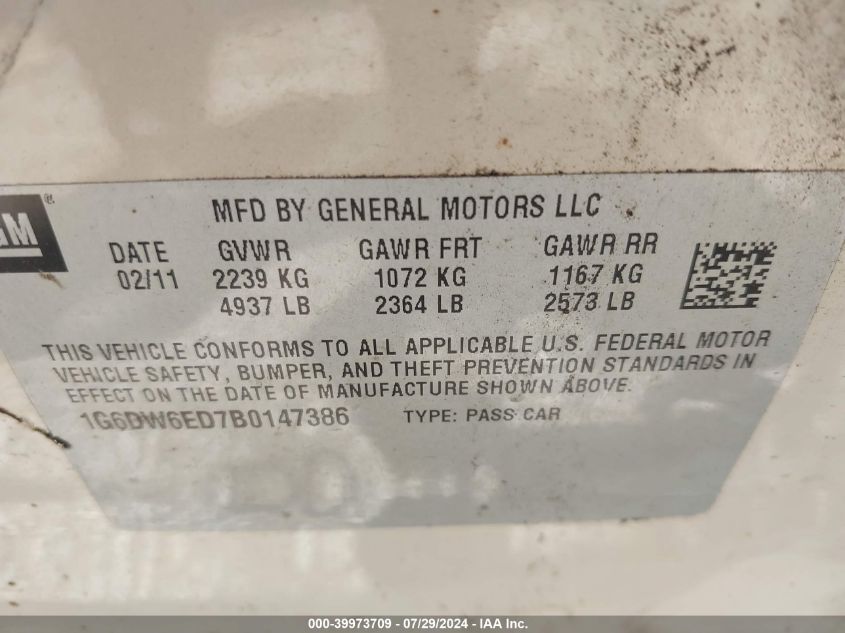 GM ®
MFD BY GENERAL MOTORS LLC
DATE GVWR GAWR FRT GAWR RR
02/11 2239 KG 1072 KG 1167 KG
4937 LB 2364 LB 2573 LB
THIS VEHICLE CONFORMS TO ALL APPLICABLE U.S. FEDERAL MOTOR
VEHICLE SAFETY, BUMPER, AND THEFT PREVENTION STANDARDS IN
EFFECT ON THE DATE OF MANUFACTURE SHOWN ABOVE.
1G6DW6ED7B0147386 TYPE: PASS CAR
000-39973709 - 07/29/2024 - IAA Inc.